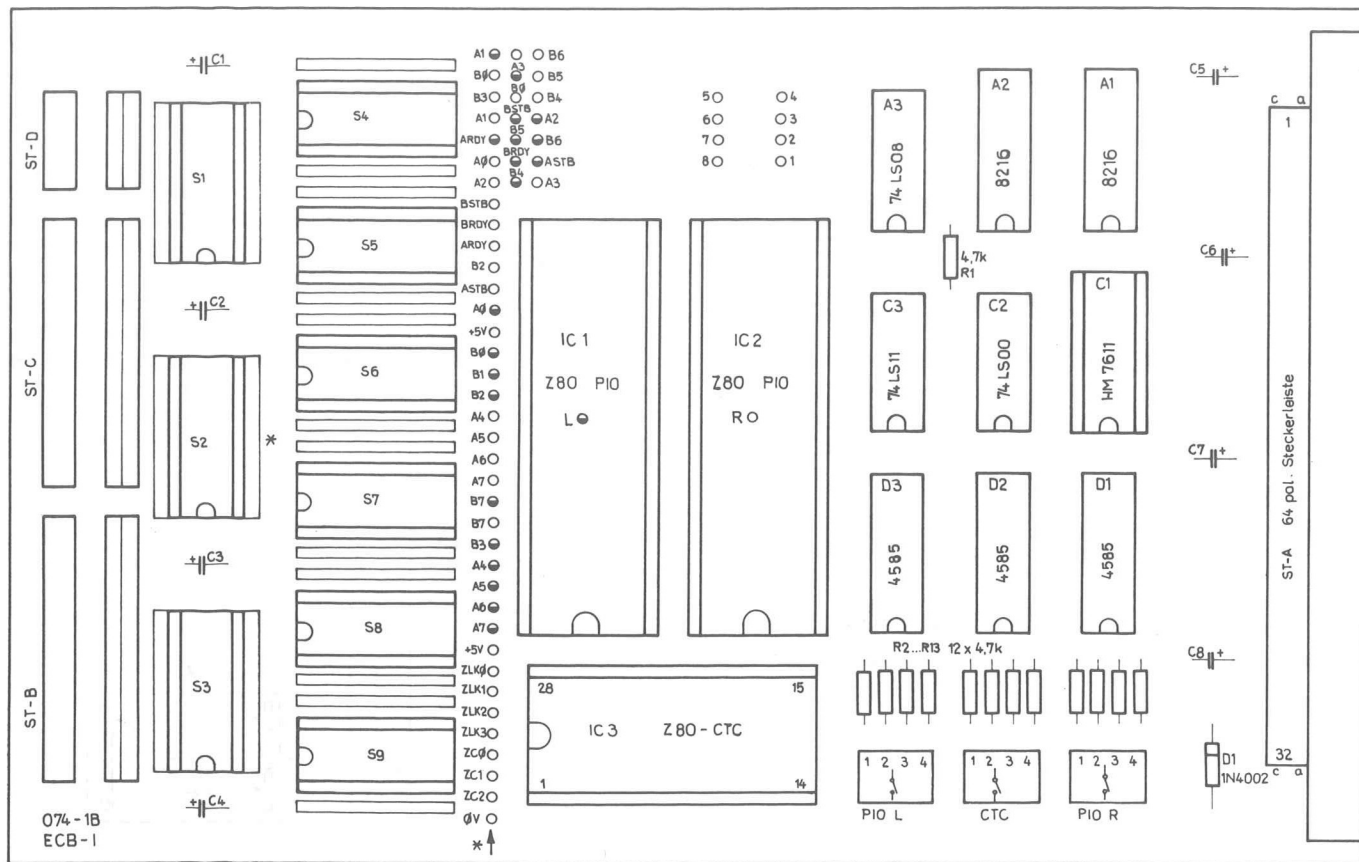 C1
C2
C3
C4
ST-D
ST-C
ST-B
S1
S2
*
S3
074-1B
ECB-1
S4
S5
S6
S7
S8
S9
A1 B6
A3
BØ B5
BØ
B3 B4
BSTB
A1 A2
B5
ARDY B6
BRDY
AØ ASTB
B4
A2 A3
BSTB
BRDY
ARDY
B2
ASTB
AØ
+5V
BØ
B1
B2
A4
A5
A6
A7
B7
B7
B3
A4
A5
A6
A7
+5V
ZLKØ
ZLK1
ZLK2
ZLK3
ZCØ
ZC1
ZC2
ØV
*
5 4
6 3
7 2
8 1
IC 1
Z80 PIO
L
IC 2
Z80 PIO
R
28 15
IC 3 Z80-CTC
1 14
A3
74 LS08
A2
8216
A1
8216
4,7k
R1
C3
74 LS11
C2
74 LS00
C1
HM 7611
D3
4585
D2
4585
D1
4585
R2...R13 12 x 4,7k
1 2 3 4
PIO L
1 2 3 4
CTC
1 2 3 4
PIO R
C5 +
C6 +
C7 +
C8 +
D1
1N4002
c a
1
ST-A 64 pol. Steckerleiste
32
c a